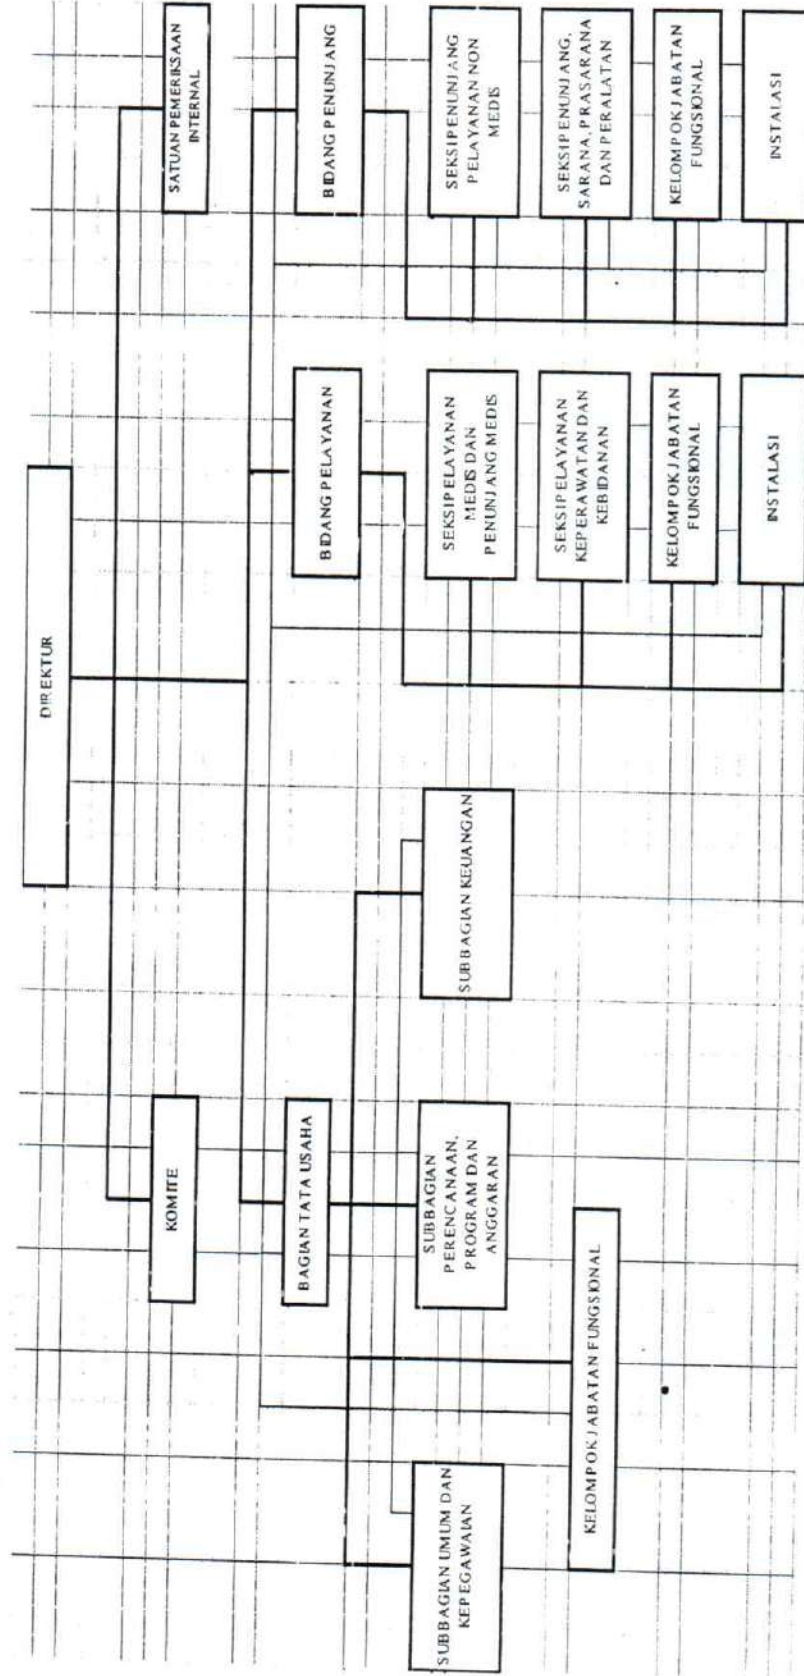 DIREKTUR
KOMITE
SATUAN PEMERIKSAAN
INTERNAL
BAGIAN TATA USAHA
BIDANG PELAYANAN
BIDANG PENUNJANG
SUBBAGIAN UMUM DAN
KEPEGAWAIAN
SUBBAGIAN
PERENCANAAN,
PROGRAM DAN
ANGGARAN
SUBBAGIAN KEUANGAN
KELOMPOK JABATAN FUNGSIONAL
SEKSI PELAYANAN
MEDIS DAN
PENUNJANG MEDIS
SEKSI PELAYANAN
KEPERAWATAN DAN
KEBIDANAN
KELOMPOK JABATAN
FUNGSIONAL
INSTALASI
SEKSI PENUNJANG
PELAYANAN NON
MEDIS
SEKSI PENUNJANG,
SARANA, PRASARANA
DAN PERALATAN
KELOMPOK JABATAN
FUNGSIONAL
INSTALASI